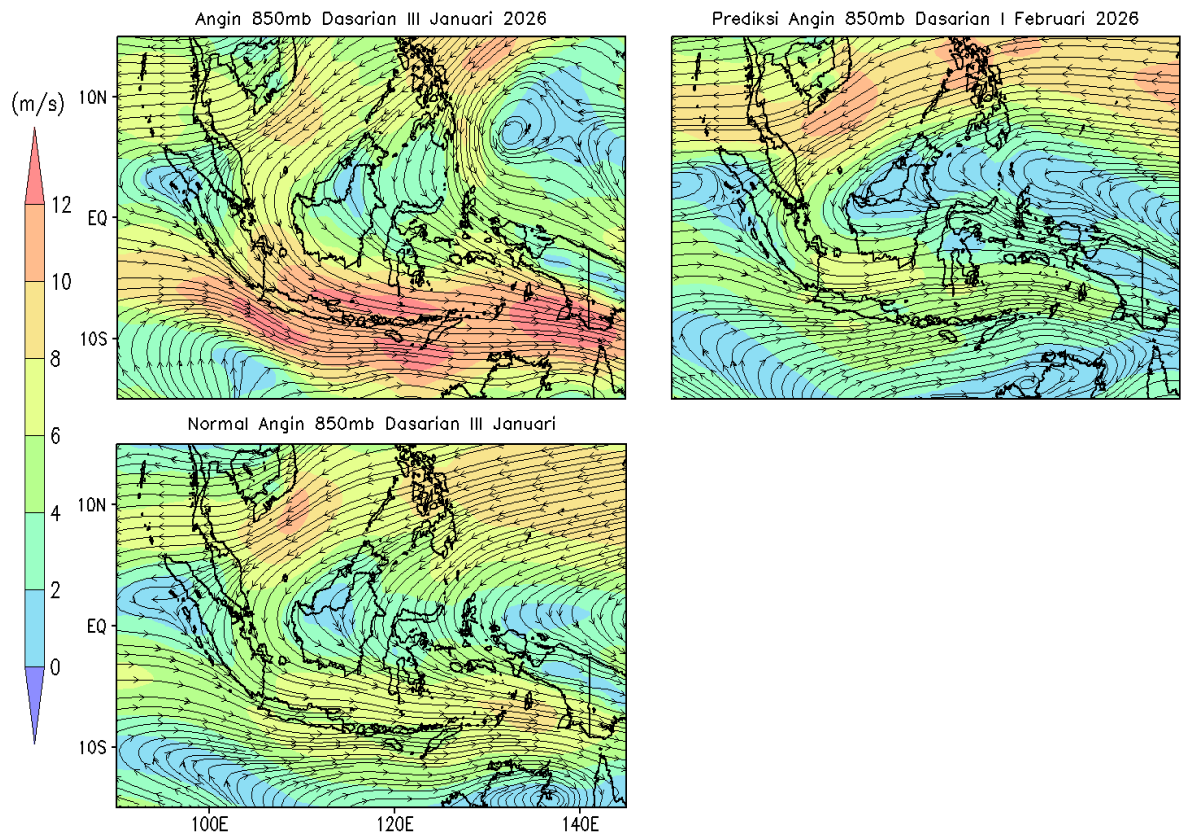 Angin 850mb Dasarian III Januari 2026
Prediksi Angin 850mb Dasarian I Februari 2026
(m/s)
12
10
8
6
4
2
0
10N
EQ
10S
Normal Angin 850mb Dasarian III Januari
10N
EQ
10S
100E 120E 140E